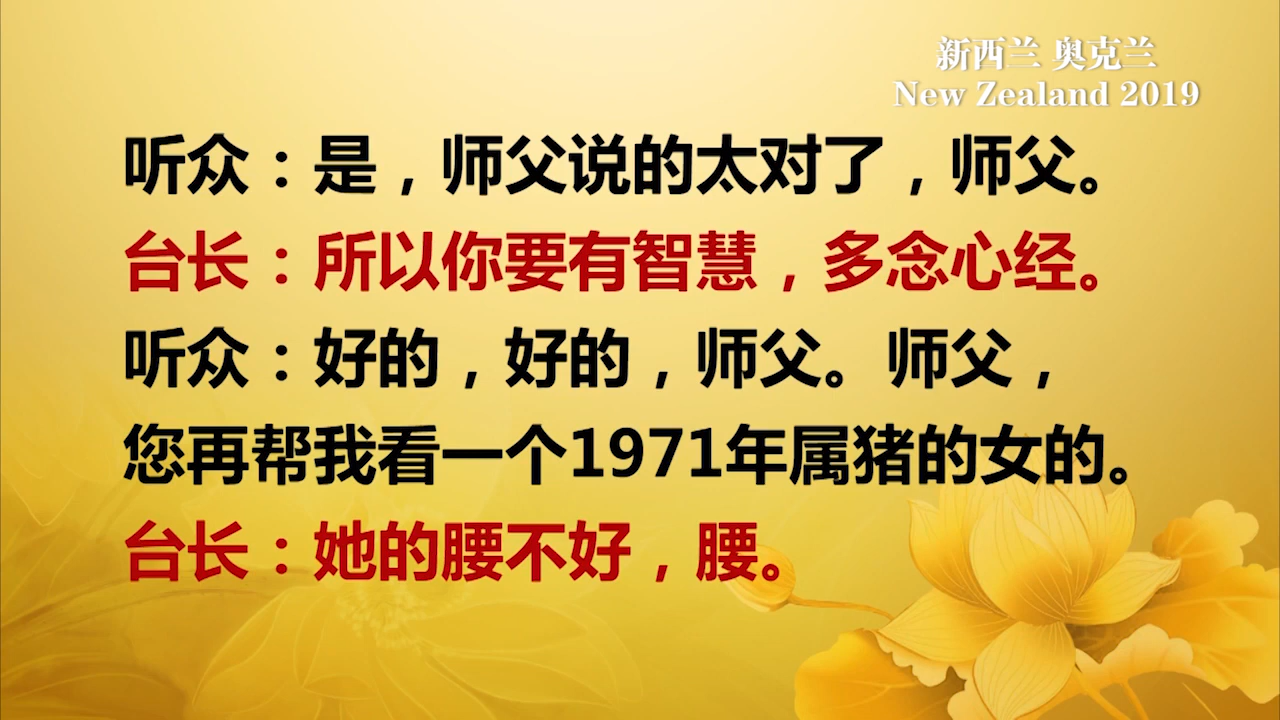 新西兰 奥克兰
New Zealand 2019
听众：是，师父说的太对了，师父。
台长：所以你要有智慧，多念心经。
听众：好的，好的，师父。师父，
您再帮我看一个1971年属猪的女的。
台长：她的腰不好，腰。